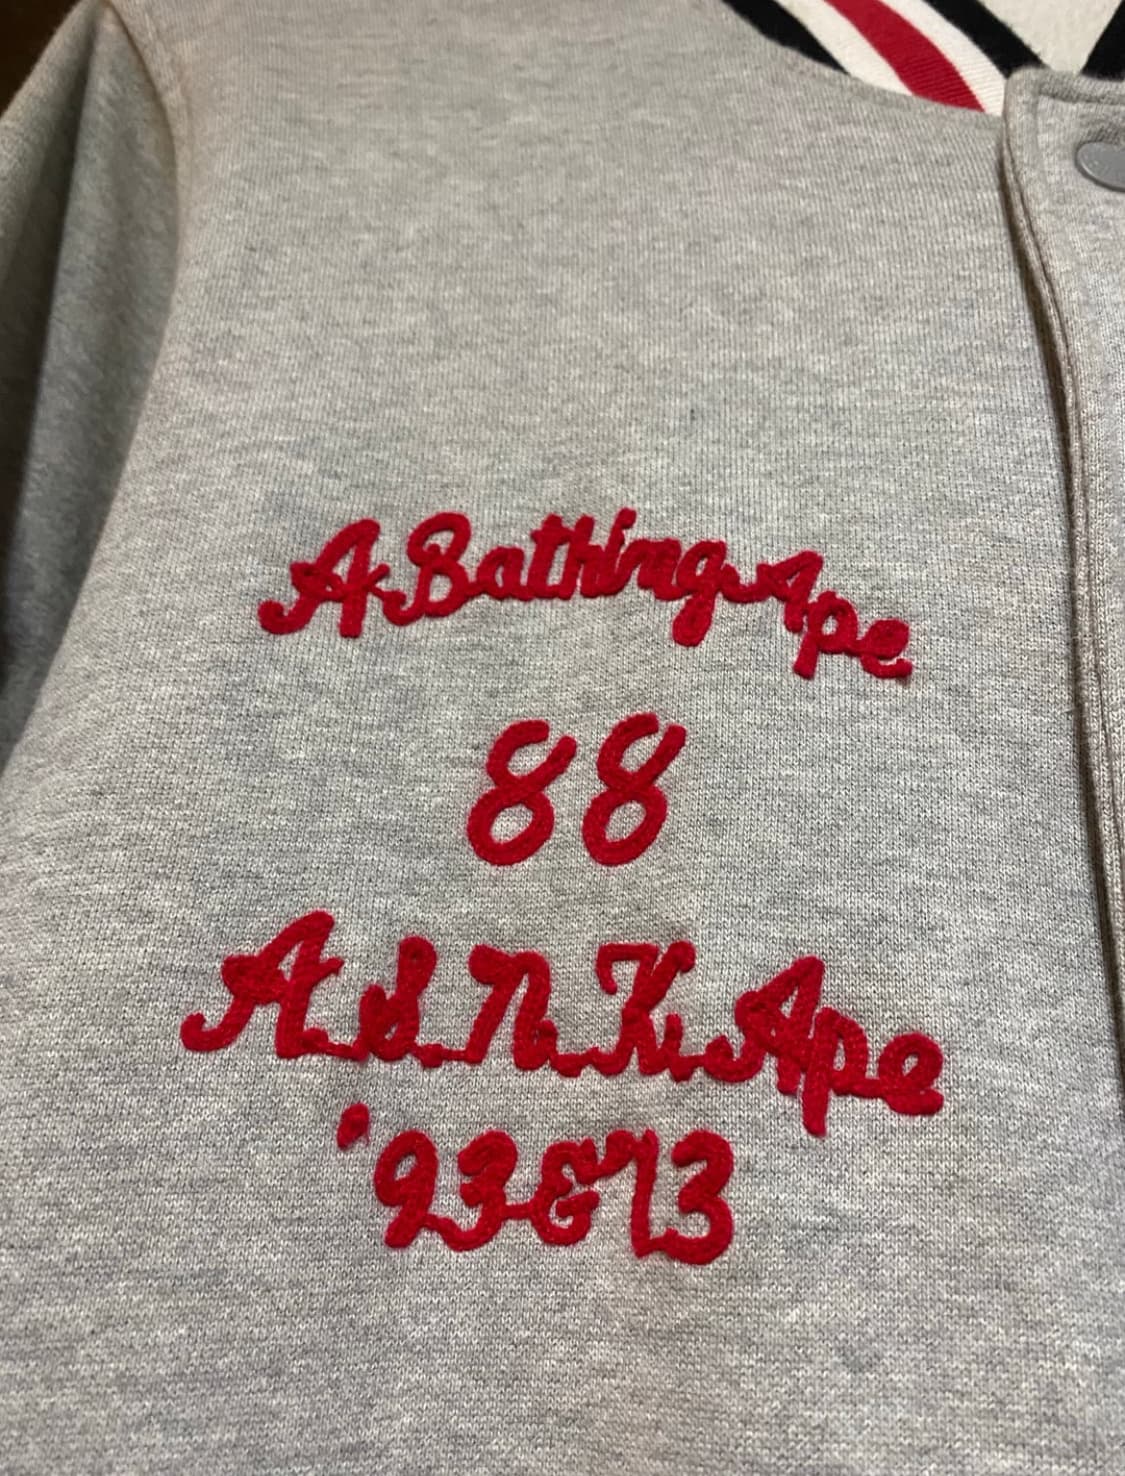 A Bathing Ape
88
A.S.N.K. Ape
'93 & 13